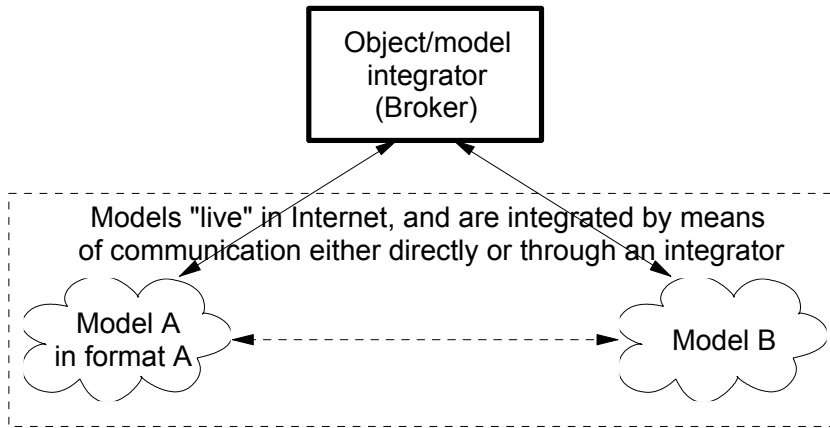 Object/model
integrator
(Broker)
Models "live" in Internet, and are integrated by means
of communication either directly or through an integrator
Model A
in format A
Model B